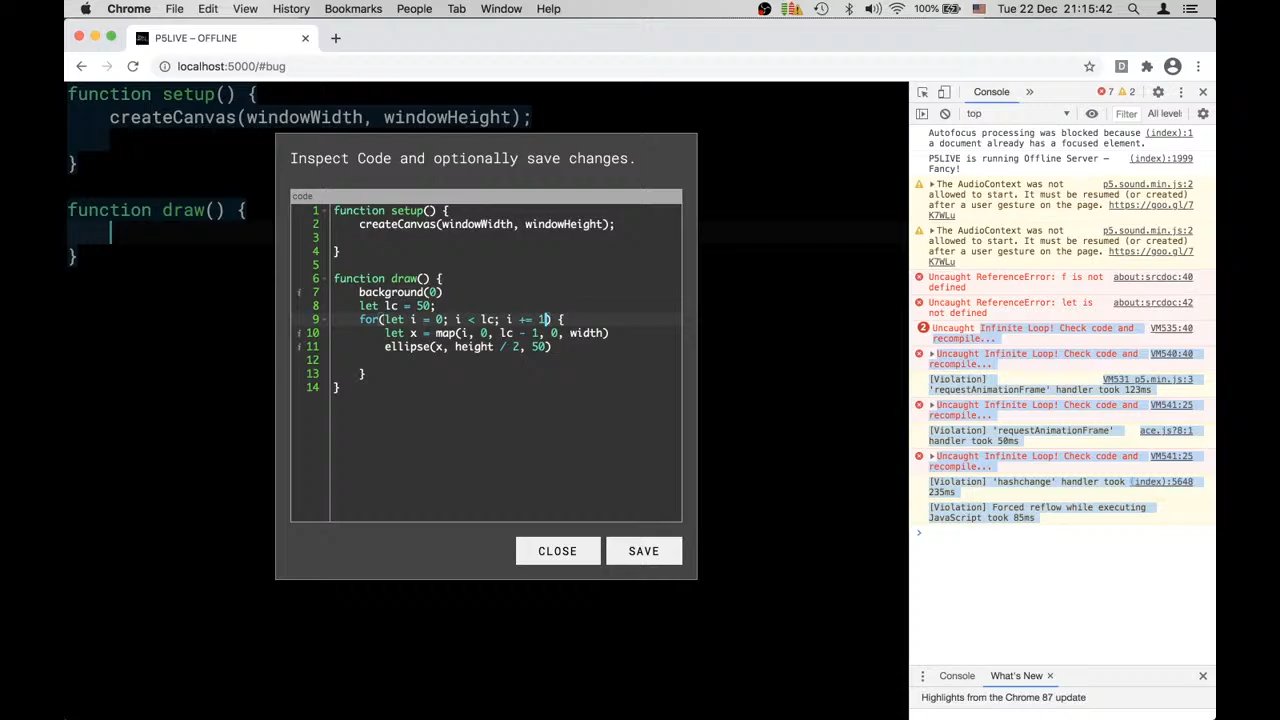 Chrome File Edit View History Bookmarks People Tab Window Help 100% Tue 22 Dec 21:15:42
P5LIVE – OFFLINE
localhost:5000/#bug
function setup() {
createCanvas(windowWidth, windowHeight);
}
function draw() {
}
Inspect Code and optionally save changes.
code
1 function setup() {
2 createCanvas(windowWidth, windowHeight);
3
4 }
5
6 function draw() {
7 background(0)
8 let lc = 50;
9 for(let i = 0; i < lc; i += 1) {
10 let x = map(i, 0, lc - 1, 0, width)
11 ellipse(x, height / 2, 50)
12
13 }
14 }
CLOSE SAVE
Console » 7 2
top Filter All levels
Autofocus processing was blocked because (index):1
a document already has a focused element.
P5LIVE is running Offline Server – (index):1999
Fancy!
The AudioContext was not p5.sound.min.js:2
allowed to start. It must be resumed (or created)
after a user gesture on the page. https://goo.gl/7
K7WLu
The AudioContext was not p5.sound.min.js:2
allowed to start. It must be resumed (or created)
after a user gesture on the page. https://goo.gl/7
K7WLu
Uncaught ReferenceError: f is not about:srcdoc:40
defined
Uncaught ReferenceError: let is about:srcdoc:42
not defined
2 Uncaught Infinite Loop! Check code and VM535:40
recompile...
Uncaught Infinite Loop! Check code and VM540:40
recompile...
[Violation] VM531 p5.min.js:3
'requestAnimationFrame' handler took 123ms
Uncaught Infinite Loop! Check code and VM541:25
recompile...
[Violation] 'requestAnimationFrame' ace.js?8:1
handler took 50ms
Uncaught Infinite Loop! Check code and VM541:25
recompile...
[Violation] 'hashchange' handler took (index):5648
235ms
[Violation] Forced reflow while executing
JavaScript took 85ms
Console What's New
Highlights from the Chrome 87 update